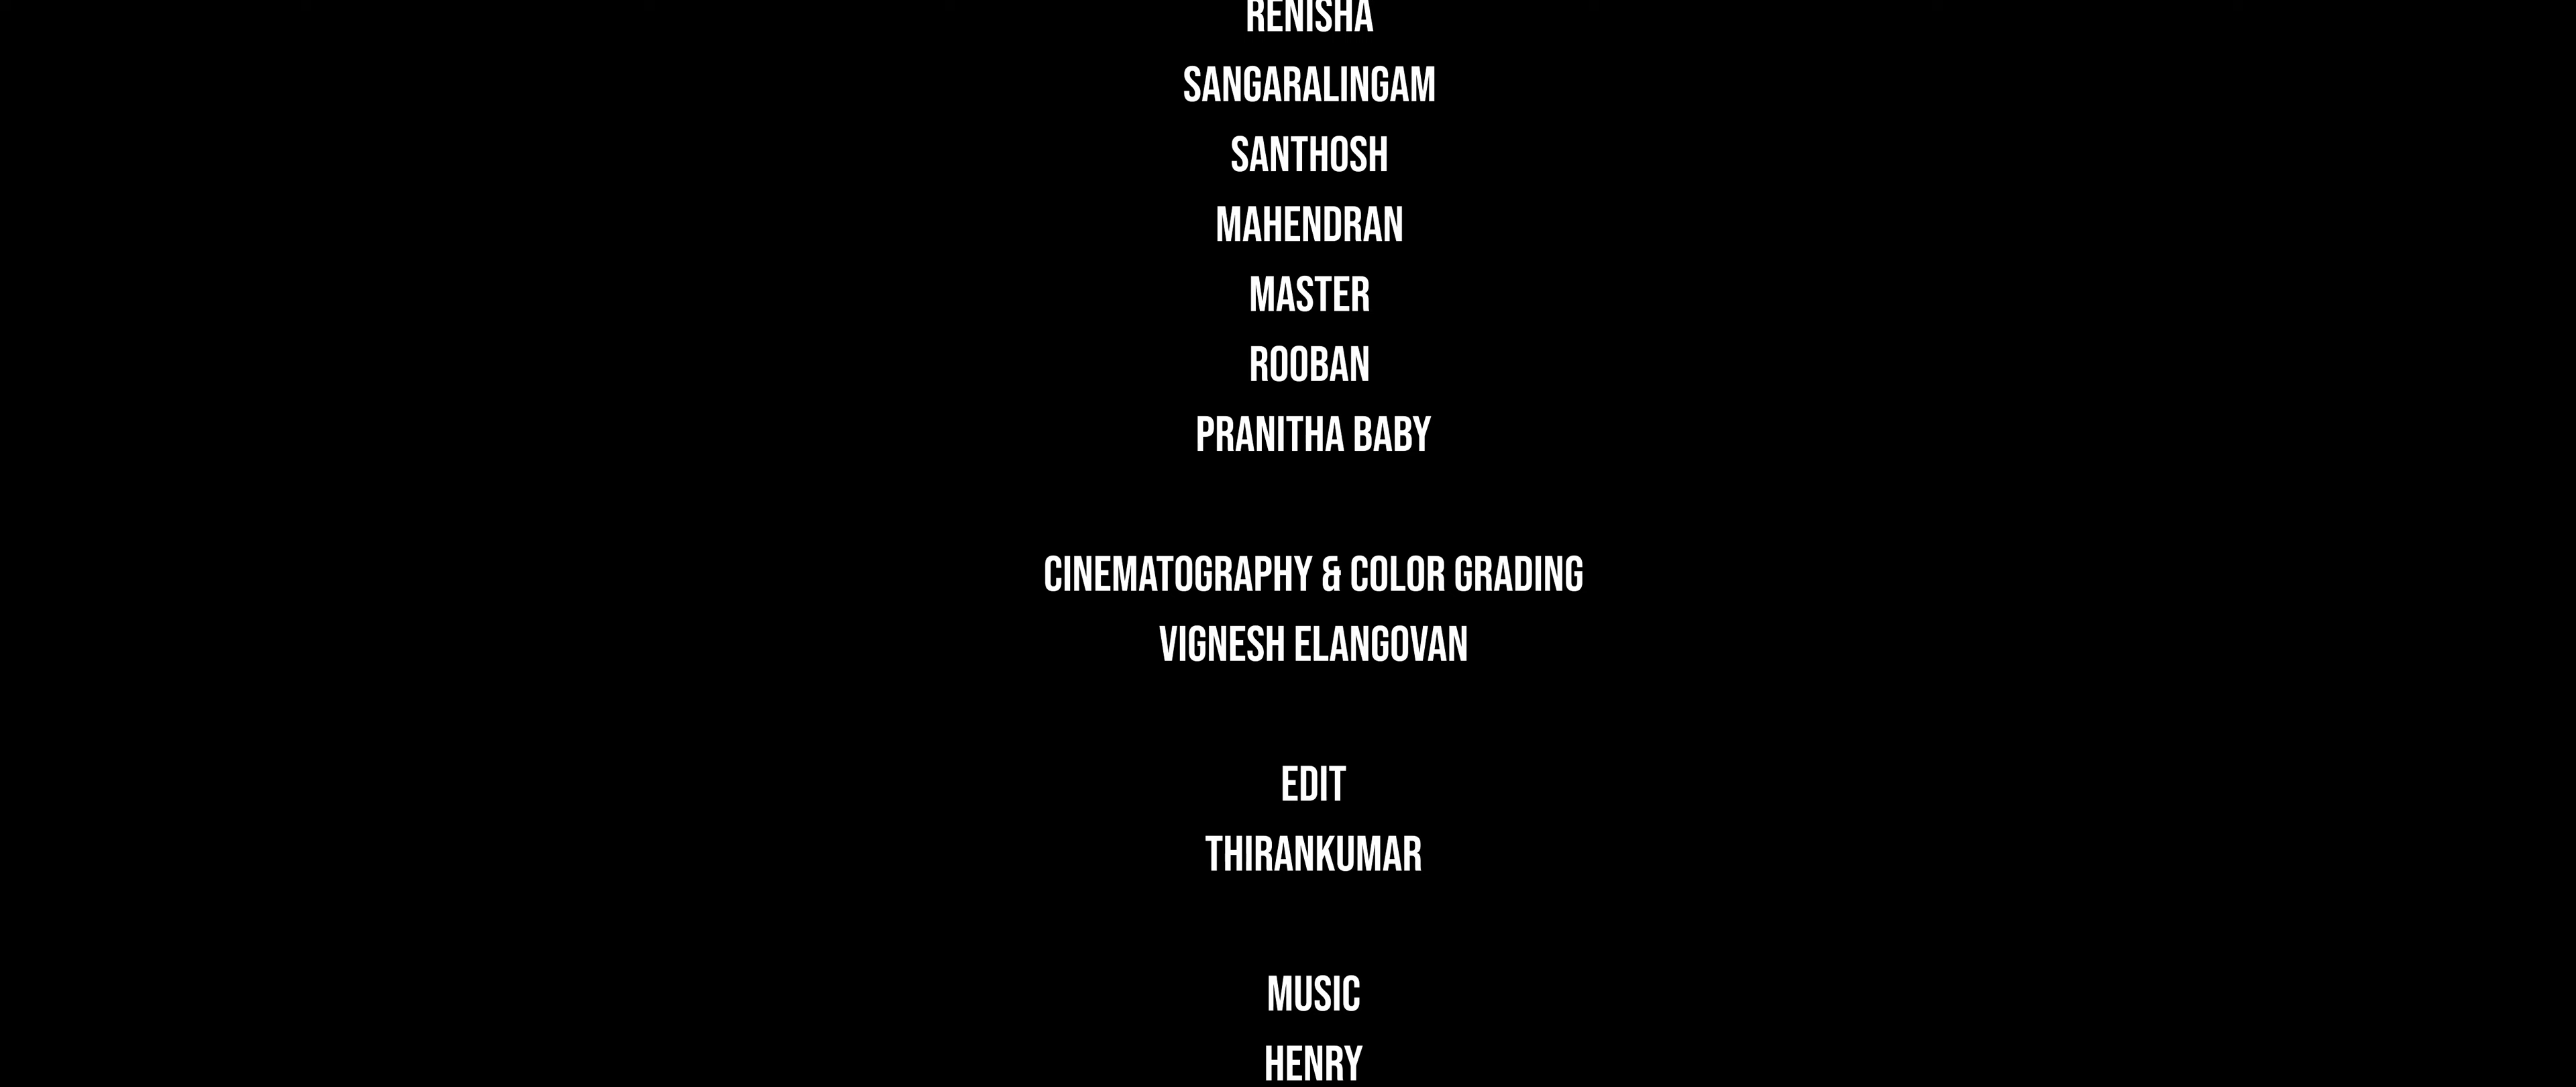 RENISHA
SANGARALINGAM
SANTHOSH
MAHENDRAN
MASTER
ROOBAN
PRANITHA BABY
CINEMATOGRAPHY & COLOR GRADING
VIGNESH ELANGOVAN
EDIT
THIRANKUMAR
MUSIC
HENRY